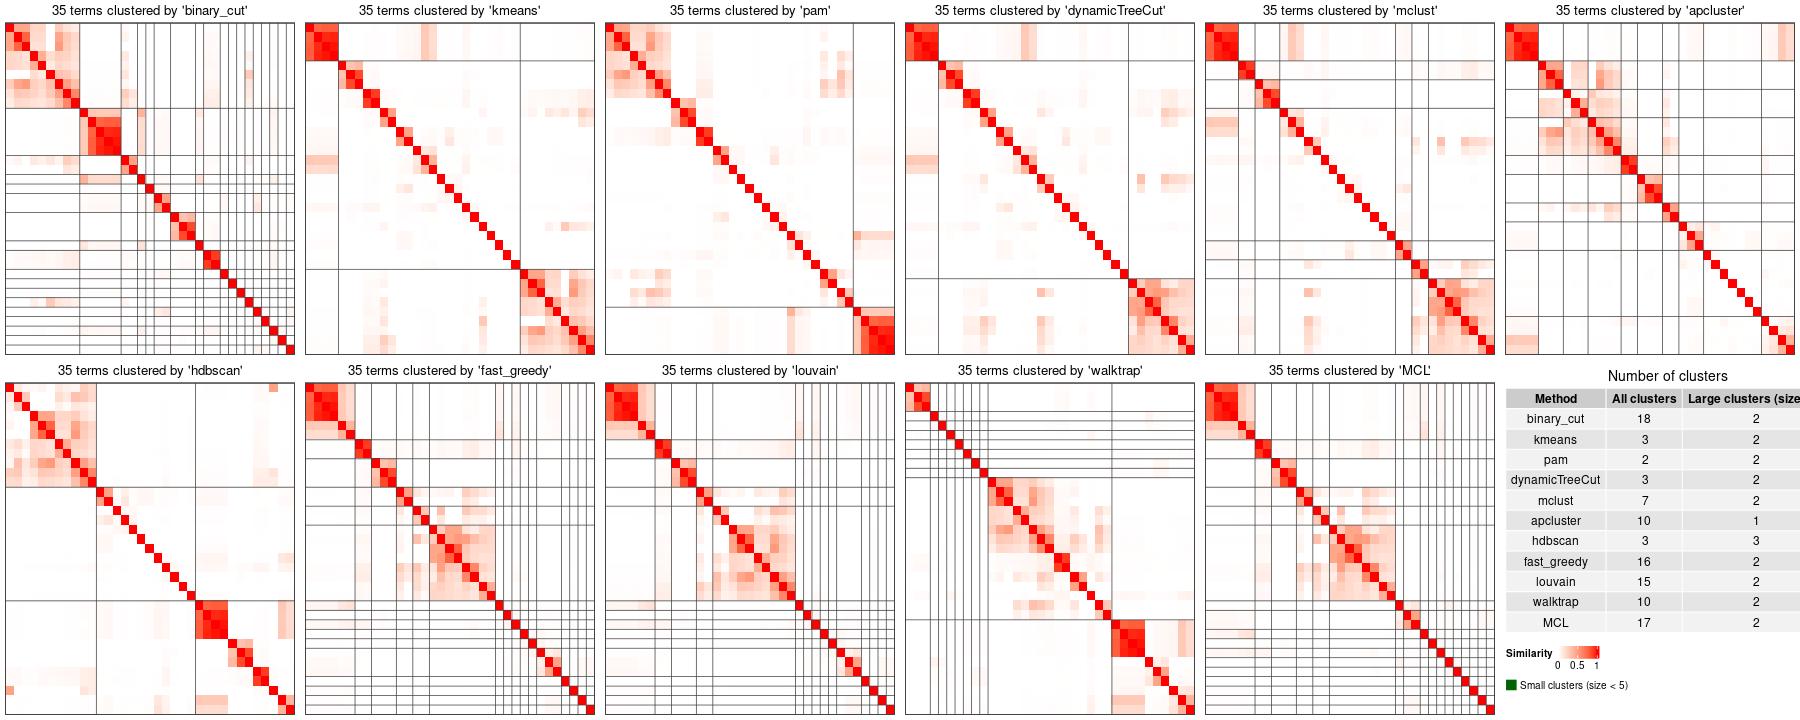 35 terms clustered by 'binary_cut'
35 terms clustered by 'kmeans'
35 terms clustered by 'pam'
35 terms clustered by 'dynamicTreeCut'
35 terms clustered by 'mclust'
35 terms clustered by 'apcluster'
35 terms clustered by 'hdbscan'
35 terms clustered by 'fast_greedy'
35 terms clustered by 'louvain'
35 terms clustered by 'walktrap'
35 terms clustered by 'MCL'
Number of clusters
Method All clusters Large clusters (size
binary_cut 18 2
kmeans 3 2
pam 2 2
dynamicTreeCut 3 2
mclust 7 2
apcluster 10 1
hdbscan 3 3
fast_greedy 16 2
louvain 15 2
walktrap 10 2
MCL 17 2
Similarity
0 0.5 1
Small clusters (size < 5)